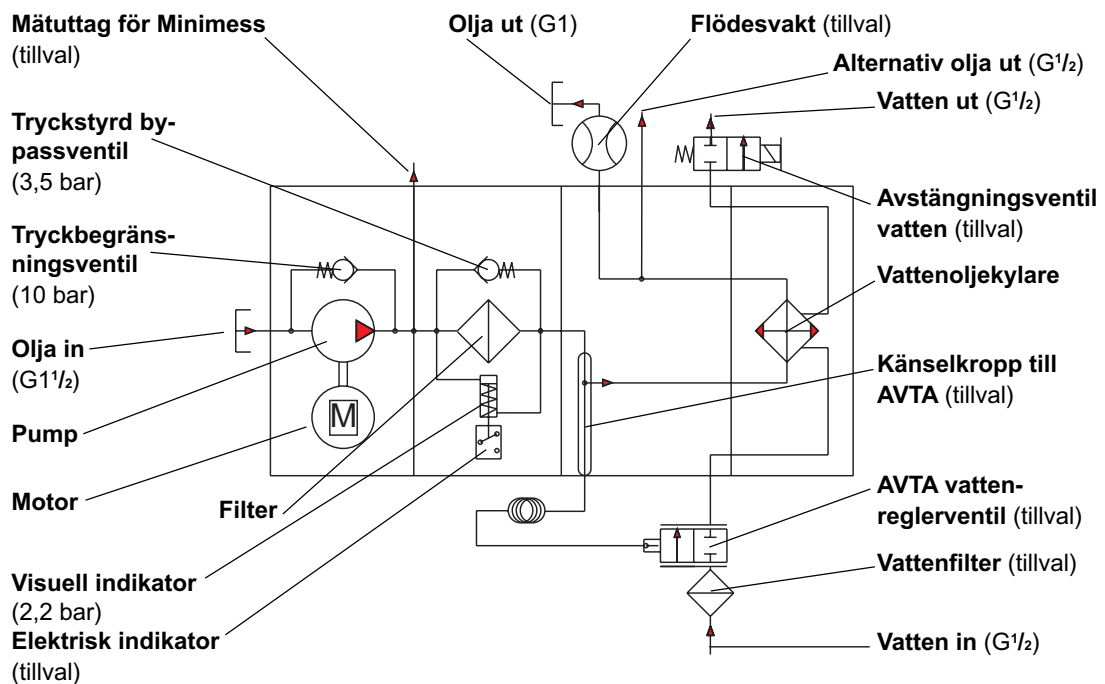 Mätuttag för Minimess
(tillval)
Tryckstyrd by-
passventil
(3,5 bar)
Tryckbegräns-
ningsventil
(10 bar)
Olja in
(G1¹/₂)
Pump
Motor
Filter
Visuell indikator
(2,2 bar)
Elektrisk indikator
(tillval)
M
Olja ut (G1)
Flödesvakt (tillval)
Alternativ olja ut (G¹/₂)
Vatten ut (G¹/₂)
Avstängningsventil
vatten (tillval)
Vattenoljekylare
Känselkropp till
AVTA (tillval)
AVTA vatten-
reglerventil (tillval)
Vattenfilter (tillval)
Vatten in (G¹/₂)